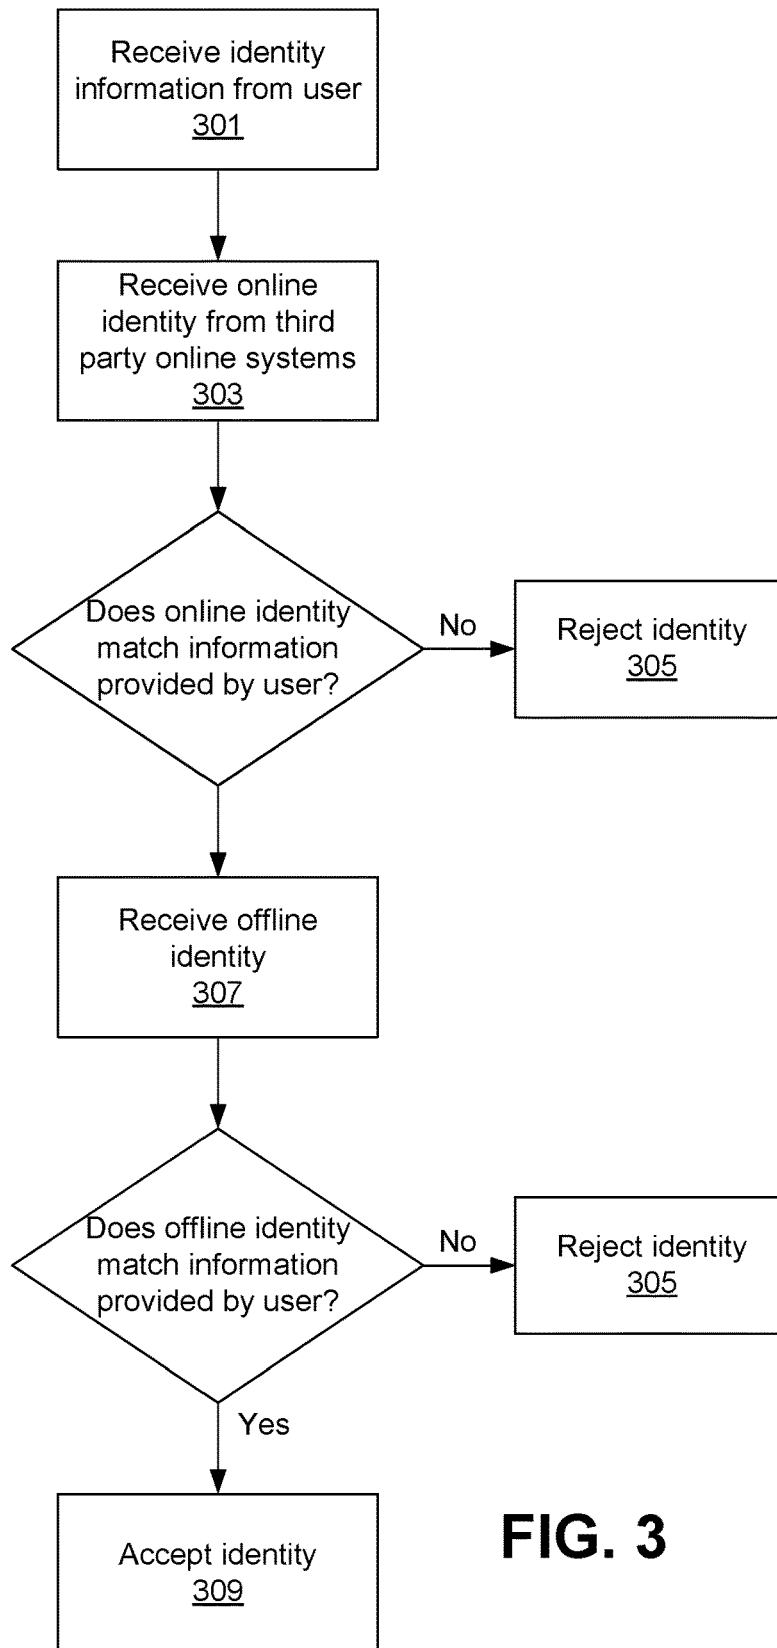 Receive identity
information from user
301
Receive online
identity from third
party online systems
303
Does online identity
match information
provided by user?
No
Reject identity
305
Receive offline
identity
307
Does offline identity
match information
provided by user?
No
Reject identity
305
Yes
Accept identity
309
FIG. 3